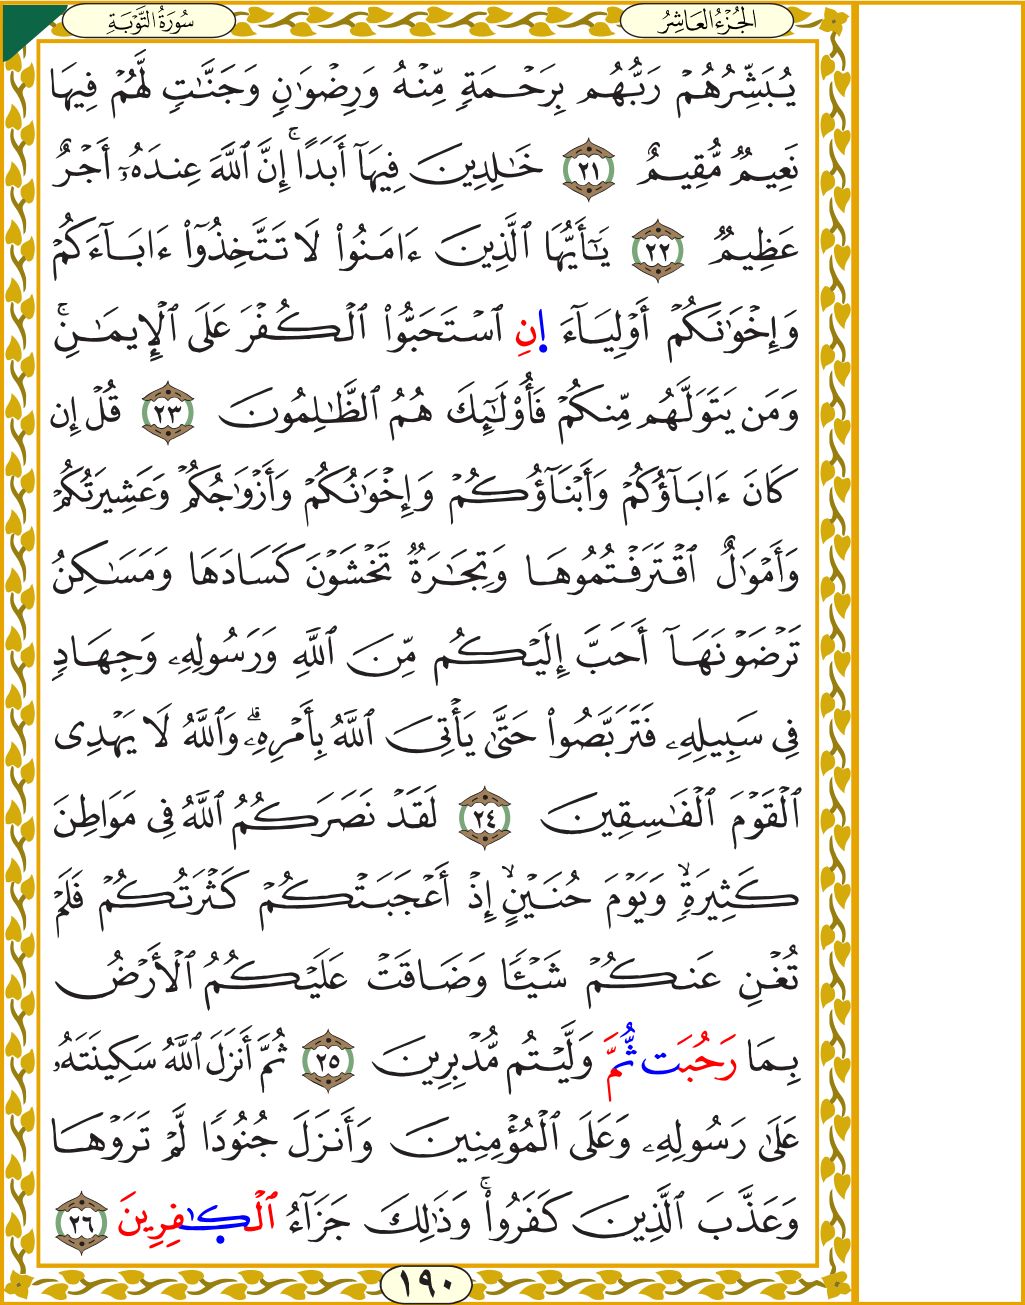 الجُزْءُ العَاشِرُ سُورَةُ التَّوْبَةِ
يُبَشِّرُهُمْ رَبُّهُم بِرَحْمَةٍ مِّنْهُ وَرِضْوَٰنٍ وَجَنَّٰتٍ لَّهُمْ فِيهَا
نَعِيمٌ مُّقِيمٌ ٢١ خَٰلِدِينَ فِيهَآ أَبَدًا ۚ إِنَّ ٱللَّهَ عِندَهُۥٓ أَجْرٌ
عَظِيمٌ ٢٢ يَٰٓأَيُّهَا ٱلَّذِينَ ءَامَنُوا۟ لَا تَتَّخِذُوٓا۟ ءَابَآءَكُمْ
وَإِخْوَٰنَكُمْ أَوْلِيَآءَ إِنِ ٱسْتَحَبُّوا۟ ٱلْكُفْرَ عَلَى ٱلْإِيمَٰنِ ۚ
وَمَن يَتَوَلَّهُم مِّنكُمْ فَأُو۟لَٰٓئِكَ هُمُ ٱلظَّٰلِمُونَ ٢٣ قُلْ إِن
كَانَ ءَابَآؤُكُمْ وَأَبْنَآؤُكُمْ وَإِخْوَٰنُكُمْ وَأَزْوَٰجُكُمْ وَعَشِيرَتُكُمْ
وَأَمْوَٰلٌ ٱقْتَرَفْتُمُوهَا وَتِجَٰرَةٌ تَخْشَوْنَ كَسَادَهَا وَمَسَٰكِنُ
تَرْضَوْنَهَآ أَحَبَّ إِلَيْكُم مِّنَ ٱللَّهِ وَرَسُولِهِۦ وَجِهَادٍ
فِى سَبِيلِهِۦ فَتَرَبَّصُوا۟ حَتَّىٰ يَأْتِىَ ٱللَّهُ بِأَمْرِهِۦ ۗ وَٱللَّهُ لَا يَهْدِى
ٱلْقَوْمَ ٱلْفَٰسِقِينَ ٢٤ لَقَدْ نَصَرَكُمُ ٱللَّهُ فِى مَوَاطِنَ
كَثِيرَةٍ ۙ وَيَوْمَ حُنَيْنٍ ۙ إِذْ أَعْجَبَتْكُمْ كَثْرَتُكُمْ فَلَمْ
تُغْنِ عَنكُمْ شَيْـًٔا وَضَاقَتْ عَلَيْكُمُ ٱلْأَرْضُ
بِمَا رَحُبَت ثُّمَّ وَلَّيْتُم مُّدْبِرِينَ ٢٥ ثُمَّ أَنزَلَ ٱللَّهُ سَكِينَتَهُۥ
عَلَىٰ رَسُولِهِۦ وَعَلَى ٱلْمُؤْمِنِينَ وَأَنزَلَ جُنُودًا لَّمْ تَرَوْهَا
وَعَذَّبَ ٱلَّذِينَ كَفَرُوا۟ ۚ وَذَٰلِكَ جَزَآءُ ٱلْكَٰفِرِينَ ٢٦
١٩٠